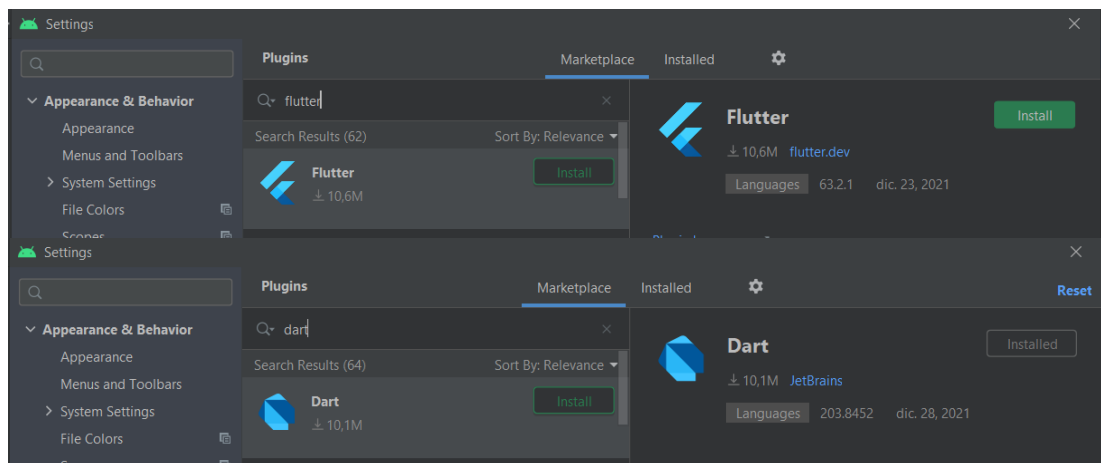 Settings
Plugins
Marketplace
Installed
flutter
Appearance & Behavior
Appearance
Menus and Toolbars
System Settings
File Colors
Scopes
Search Results (62)
Sort By: Relevance
Flutter
10,6M
Install
Flutter
Install
10,6M flutter.dev
Languages 63.2.1 dic. 23, 2021
Settings
Plugins
Marketplace
Installed
Reset
dart
Appearance & Behavior
Appearance
Menus and Toolbars
System Settings
File Colors
Search Results (64)
Sort By: Relevance
Dart
10,1M
Install
Dart
Installed
10,1M JetBrains
Languages 203.8452 dic. 28, 2021